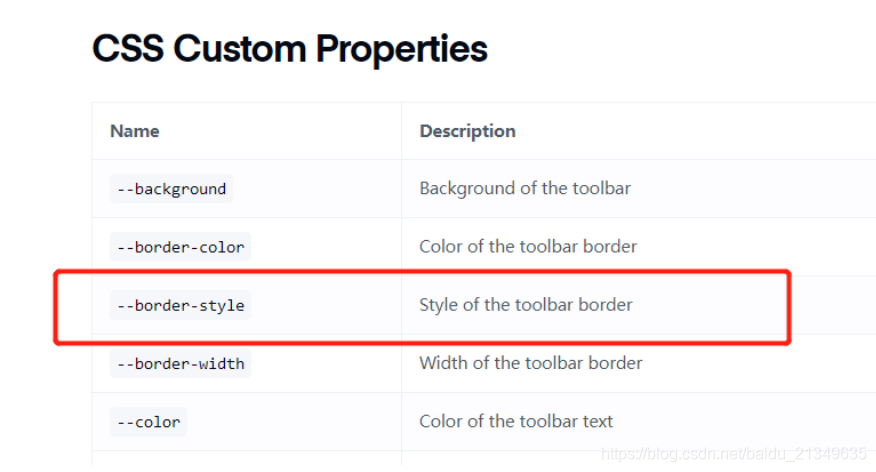 CSS Custom Properties
Name Description
--background Background of the toolbar
--border-color Color of the toolbar border
--border-style Style of the toolbar border
--border-width Width of the toolbar border
--color Color of the toolbar text
https://blog.csdn.net/baidu_21349635